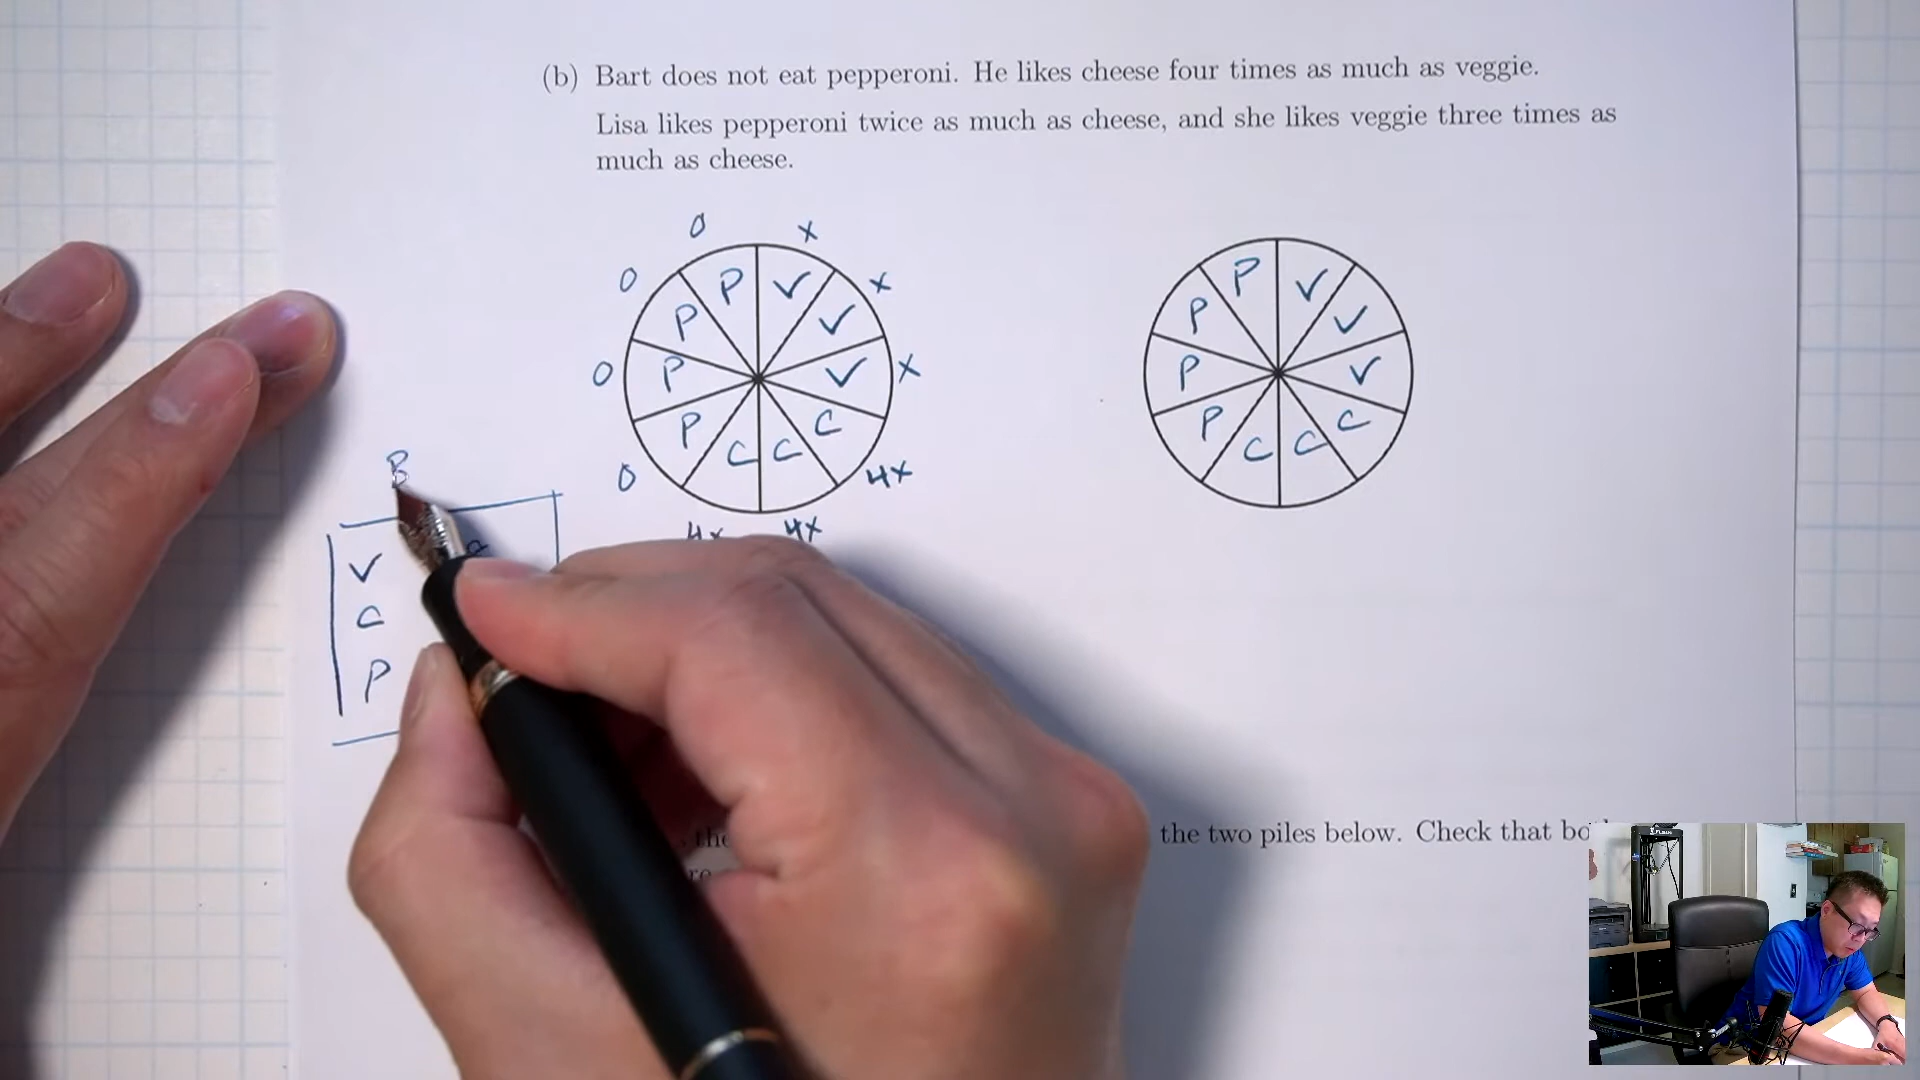 (b) Bart does not eat pepperoni. He likes cheese four times as much as veggie.
Lisa likes pepperoni twice as much as cheese, and she likes veggie three times as
much as cheese.
0 x
0 P V x
P V
0 P V x
P C
0 C C 4x
4x 4x
P V
P V
P V
P C
C C
B
V
C
P
the two piles below. Check that